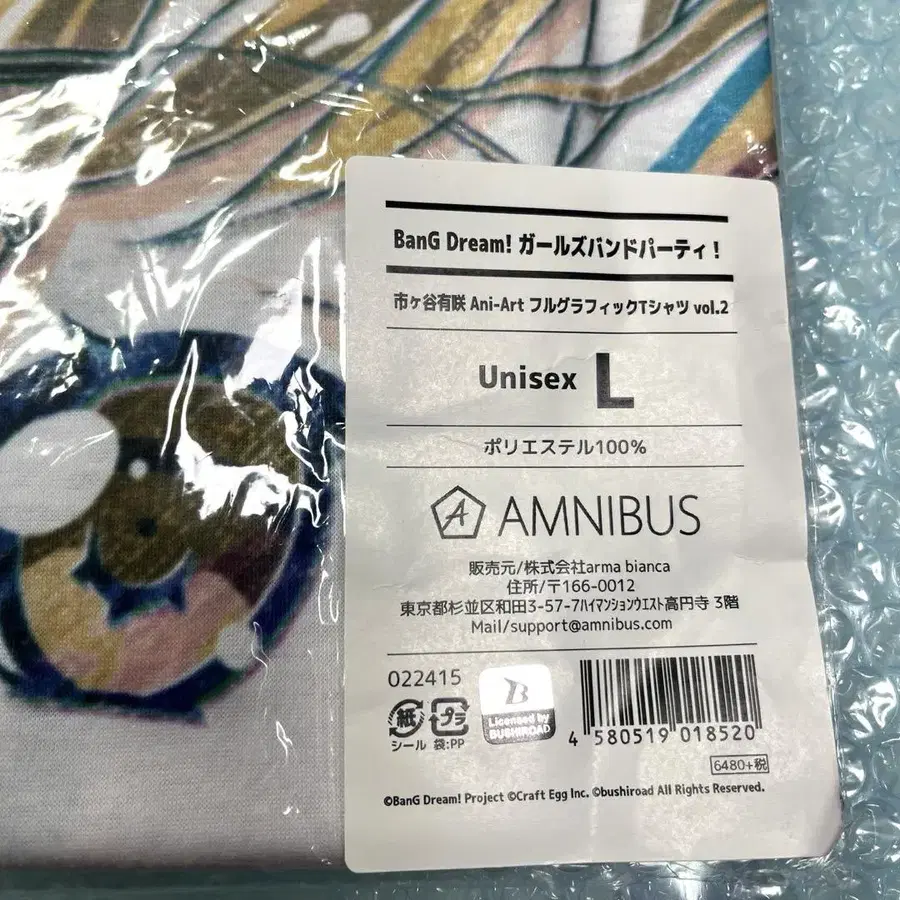 BanG Dream! ガールズバンドパーティ！
市ヶ谷有咲 Ani-Art フルグラフィックTシャツ vol.2
Unisex L
ポリエステル100%
A AMNIBUS
販売元/株式会社arma bianca
住所/〒166-0012
東京都杉並区和田3-57-7ハイマンションウエスト高円寺 3階
Mail/support@amnibus.com
022415
紙 プラ
シール 袋:PP
B
Licensed by
BUSHIROAD
4 580519 018520
6480+税
©BanG Dream! Project ©Craft Egg Inc. ©bushiroad All Rights Reserved.